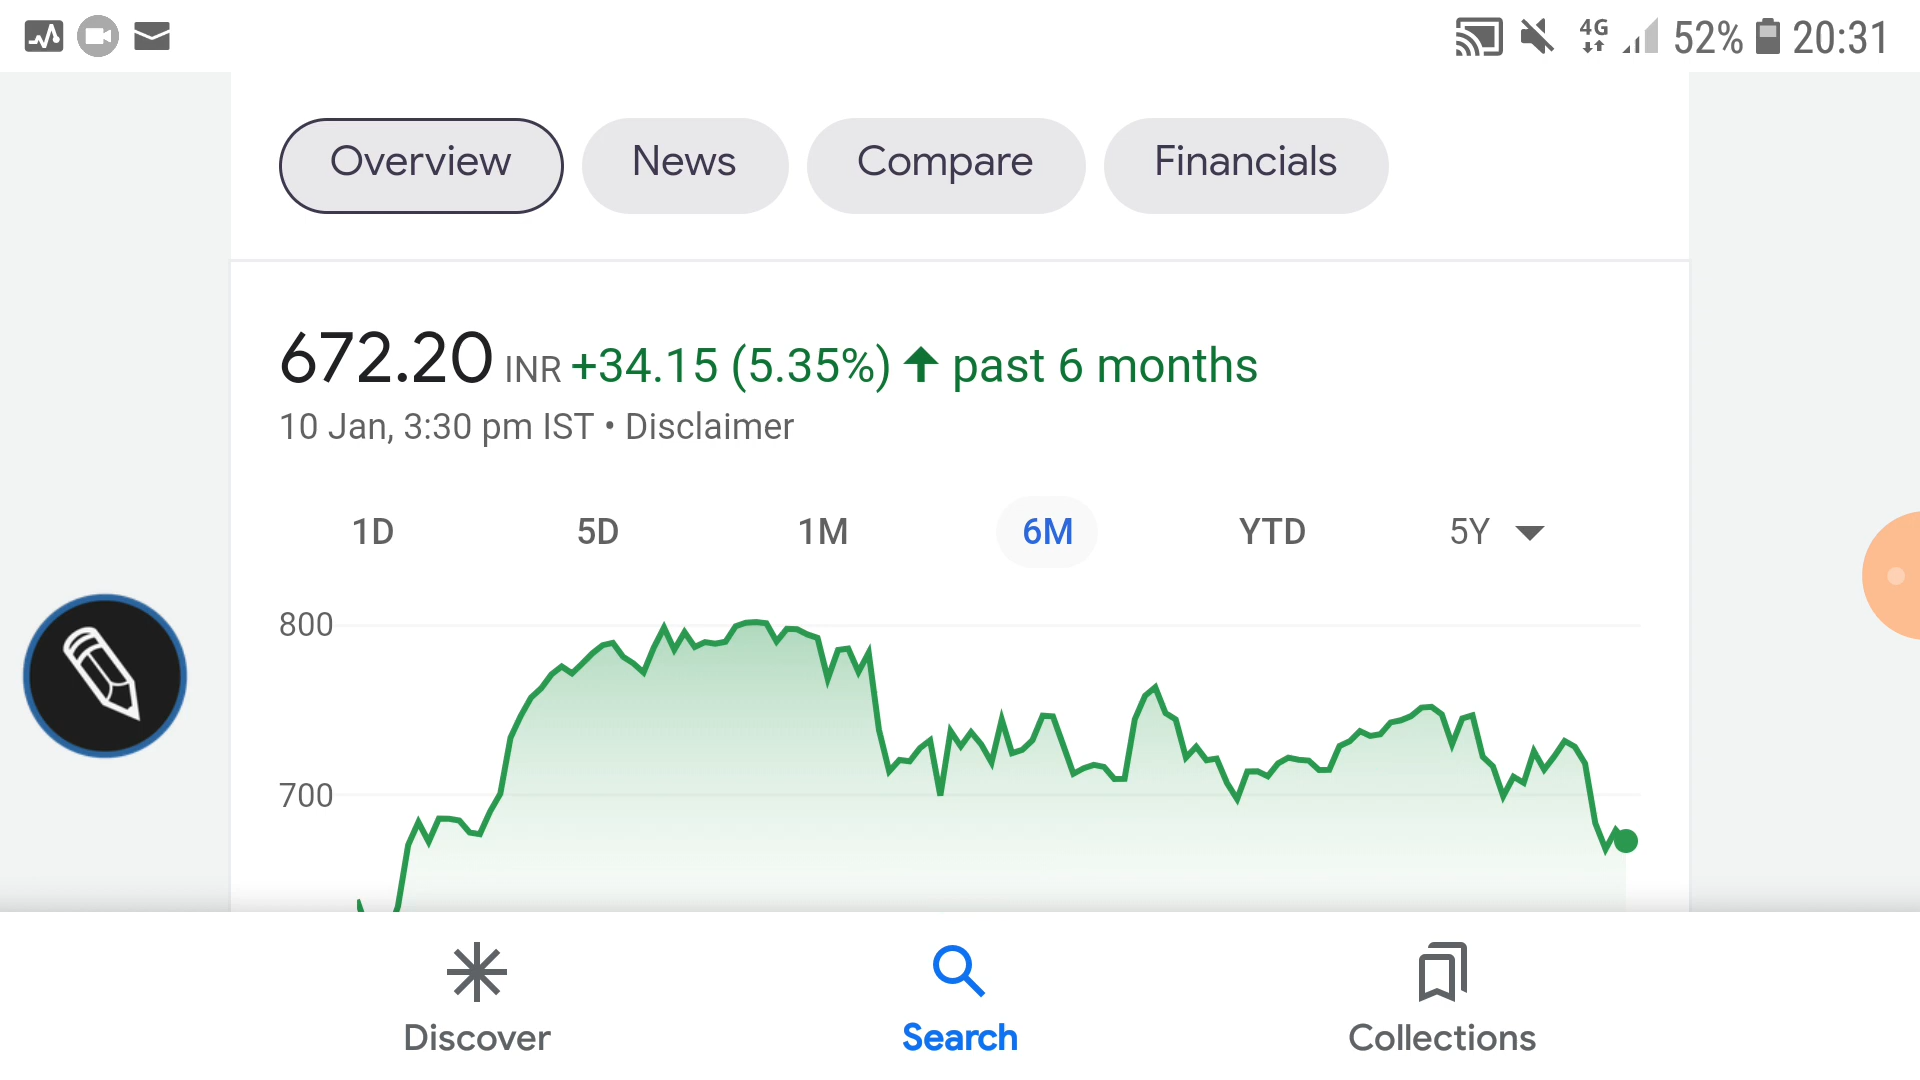 4G 52% 20:31
Overview News Compare Financials
672.20 INR +34.15 (5.35%) past 6 months
10 Jan, 3:30 pm IST • Disclaimer
1D 5D 1M 6M YTD 5Y
800
700
Discover Search Collections